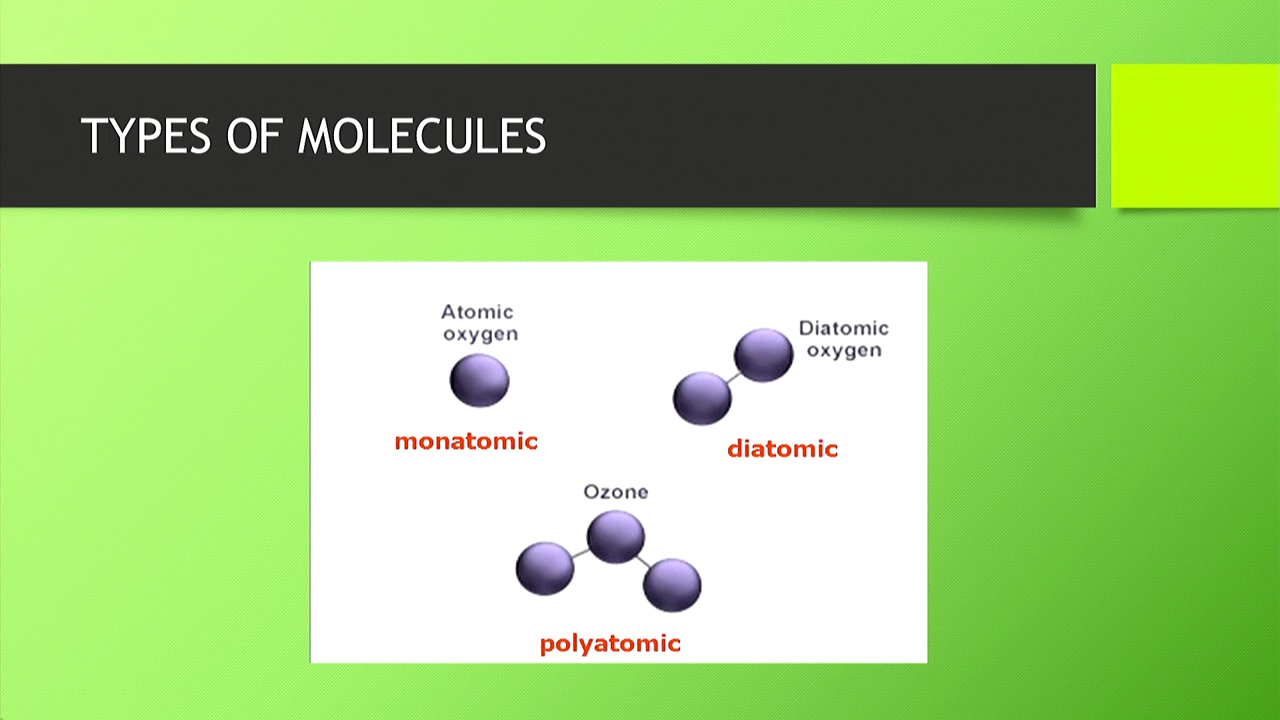 TYPES OF MOLECULES
Atomic
oxygen
monatomic
Diatomic
oxygen
diatomic
Ozone
polyatomic